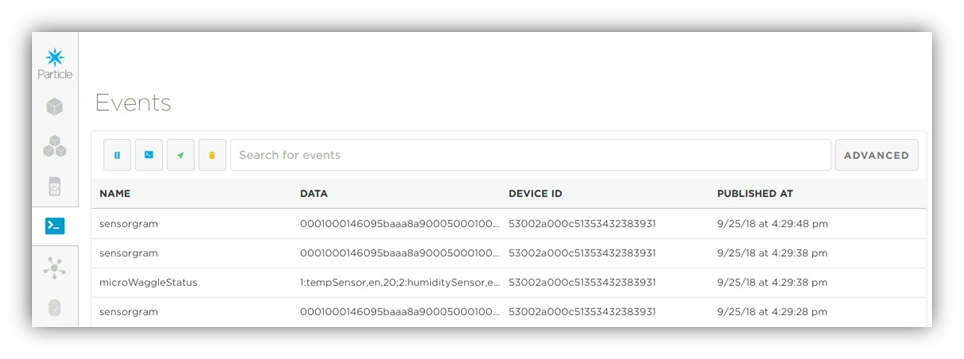 Particle
Events
Search for events
ADVANCED
NAME DATA DEVICE ID PUBLISHED AT
sensorgram 0001000146095baaa8a90005000100... 53002a000c51353432383931 9/25/18 at 4:29:48 pm
sensorgram 0001000146095baaa8a90005000100... 53002a000c51353432383931 9/25/18 at 4:29:38 pm
microWaggleStatus 1:tempSensor,en,20;2:humiditySensor,e... 53002a000c51353432383931 9/25/18 at 4:29:38 pm
sensorgram 0001000146095baaa8a90005000100... 53002a000c51353432383931 9/25/18 at 4:29:28 pm